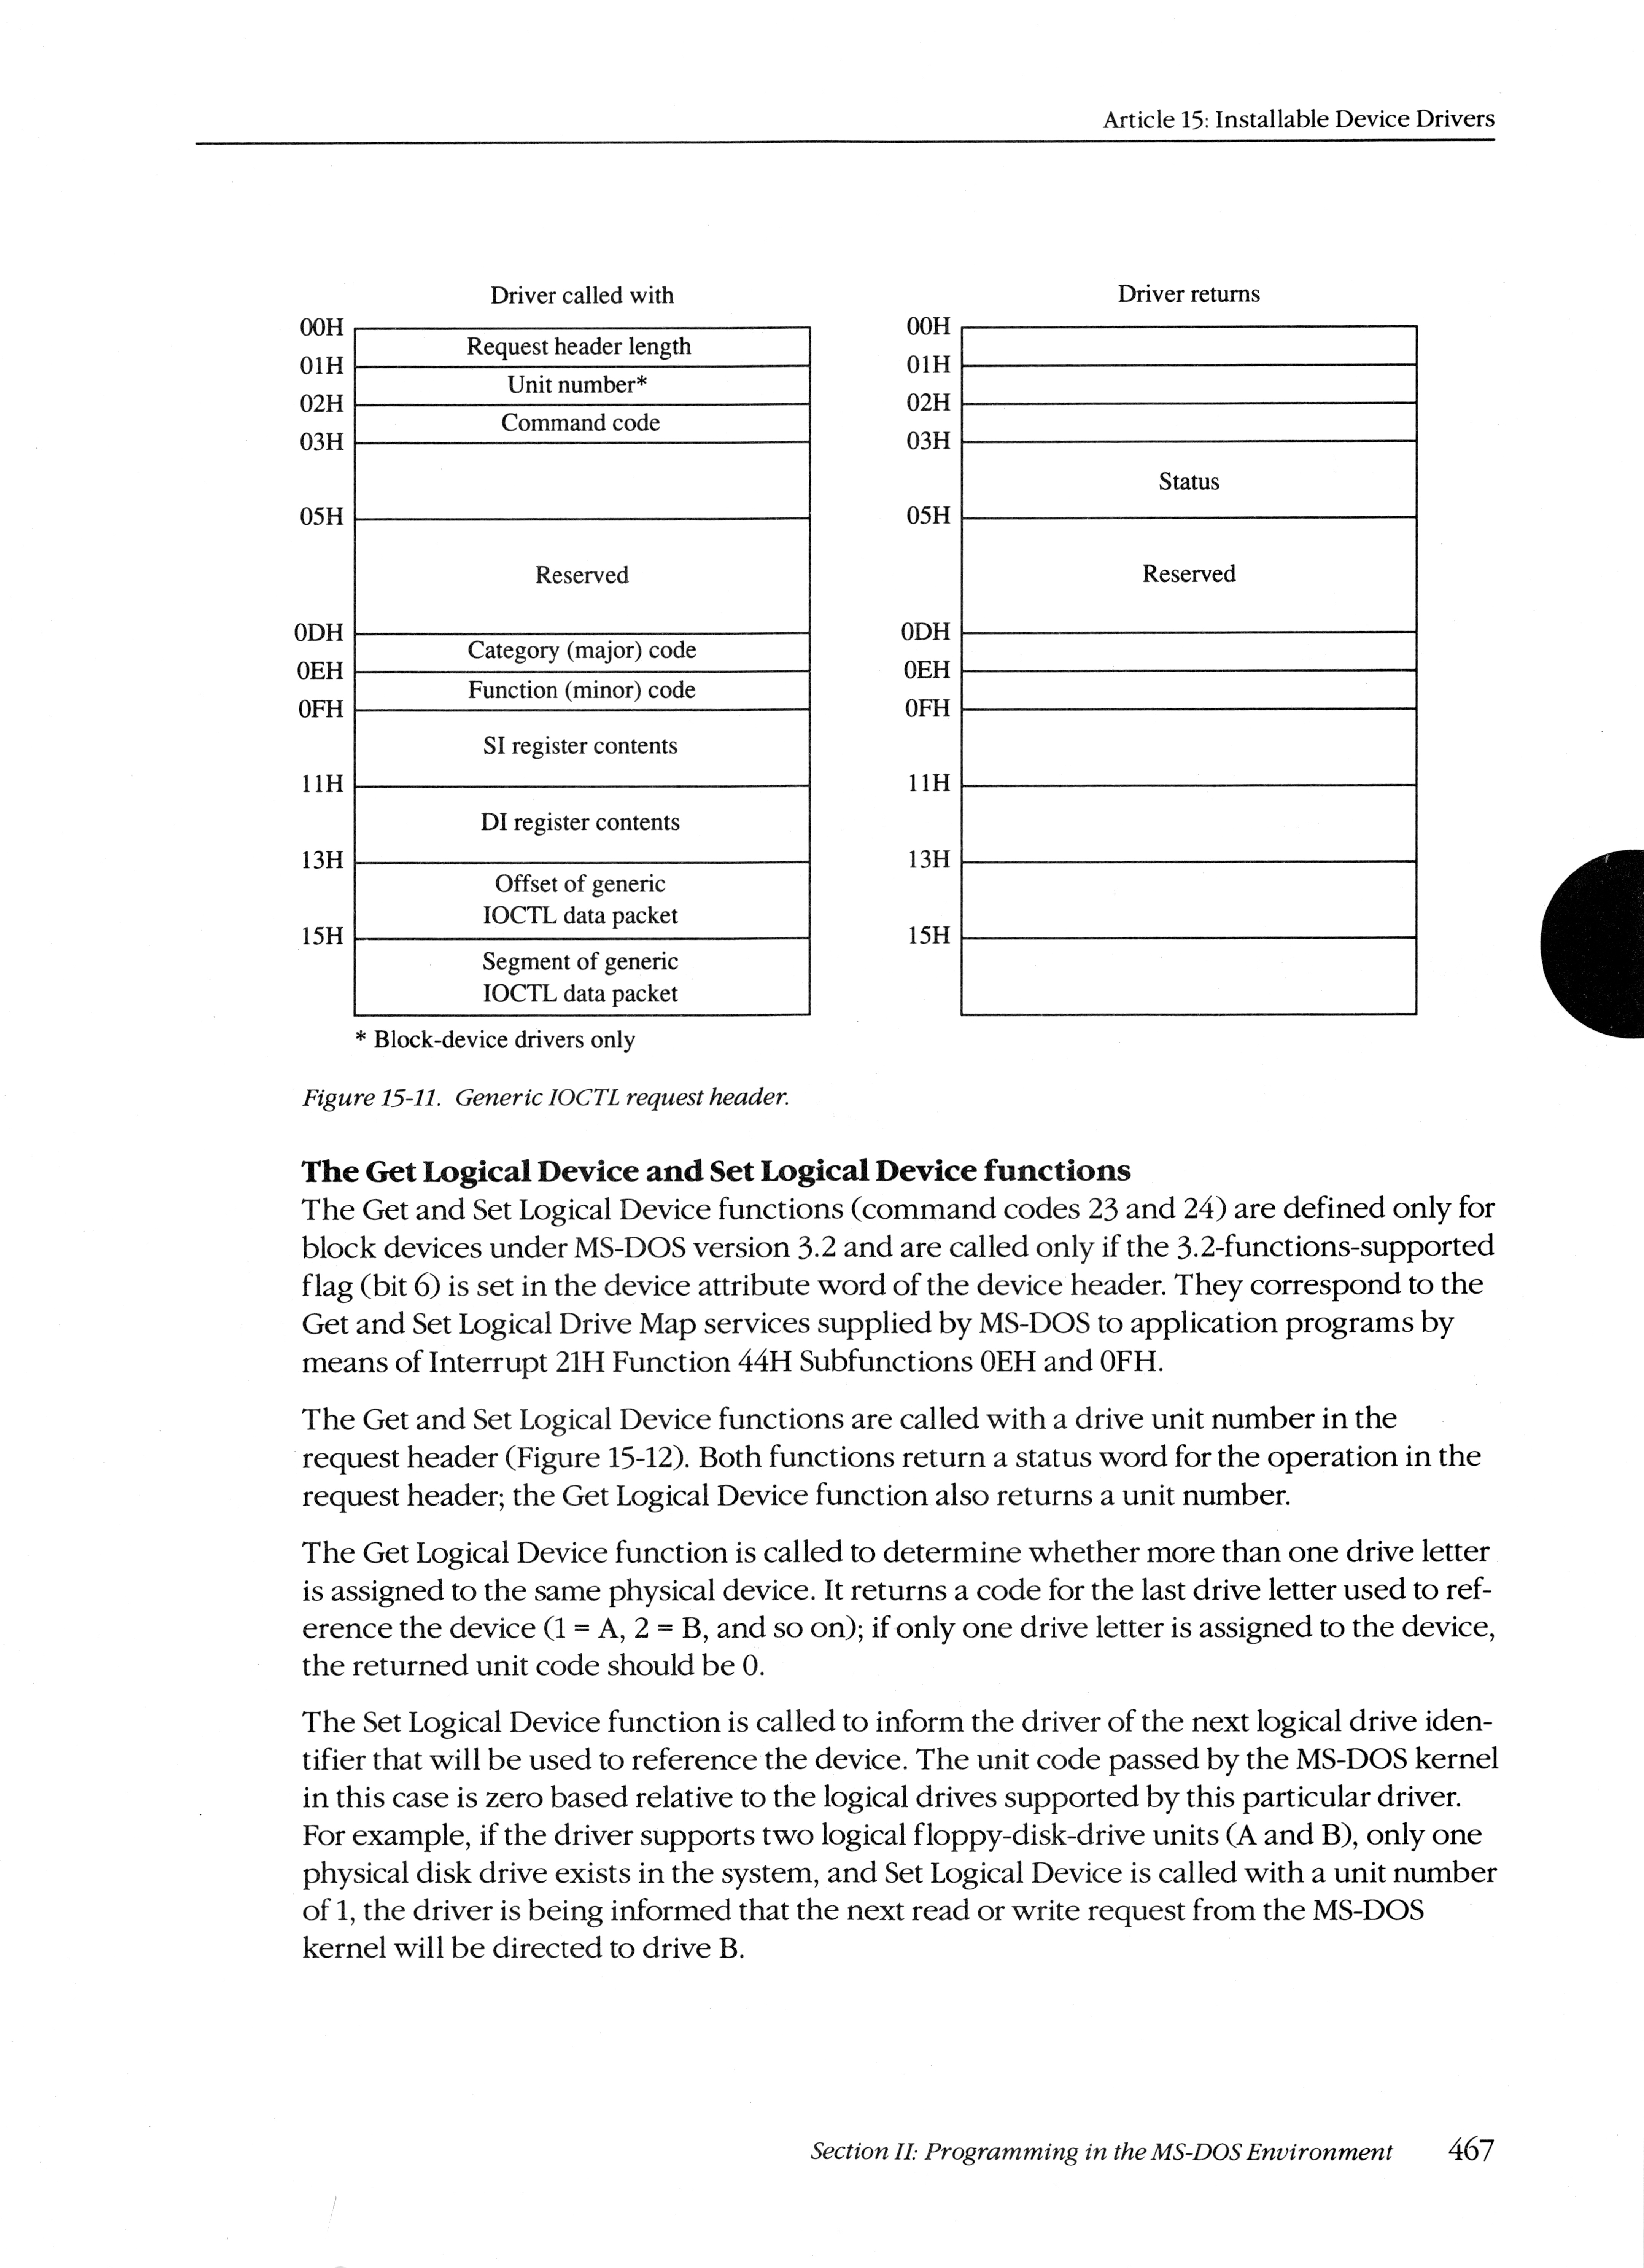 Article 15: Installable Device Drivers
Driver called with
00H
Request header length
01H
Unit number*
02H
Command code
03H
05H
Reserved
0DH
Category (major) code
0EH
Function (minor) code
0FH
SI register contents
11H
DI register contents
13H
Offset of generic
IOCTL data packet
15H
Segment of generic
IOCTL data packet
* Block-device drivers only
Driver returns
00H
01H
02H
03H
Status
05H
Reserved
0DH
0EH
0FH
11H
13H
15H
Figure 15-11. Generic IOCTL request header.
The Get Logical Device and Set Logical Device functions
The Get and Set Logical Device functions (command codes 23 and 24) are defined only for
block devices under MS-DOS version 3.2 and are called only if the 3.2-functions-supported
flag (bit 6) is set in the device attribute word of the device header. They correspond to the
Get and Set Logical Drive Map services supplied by MS-DOS to application programs by
means of Interrupt 21H Function 44H Subfunctions 0EH and 0FH.
The Get and Set Logical Device functions are called with a drive unit number in the
request header (Figure 15-12). Both functions return a status word for the operation in the
request header; the Get Logical Device function also returns a unit number.
The Get Logical Device function is called to determine whether more than one drive letter
is assigned to the same physical device. It returns a code for the last drive letter used to ref-
erence the device (1 = A, 2 = B, and so on); if only one drive letter is assigned to the device,
the returned unit code should be 0.
The Set Logical Device function is called to inform the driver of the next logical drive iden-
tifier that will be used to reference the device. The unit code passed by the MS-DOS kernel
in this case is zero based relative to the logical drives supported by this particular driver.
For example, if the driver supports two logical floppy-disk-drive units (A and B), only one
physical disk drive exists in the system, and Set Logical Device is called with a unit number
of 1, the driver is being informed that the next read or write request from the MS-DOS
kernel will be directed to drive B.
Section II: Programming in the MS-DOS Environment 467